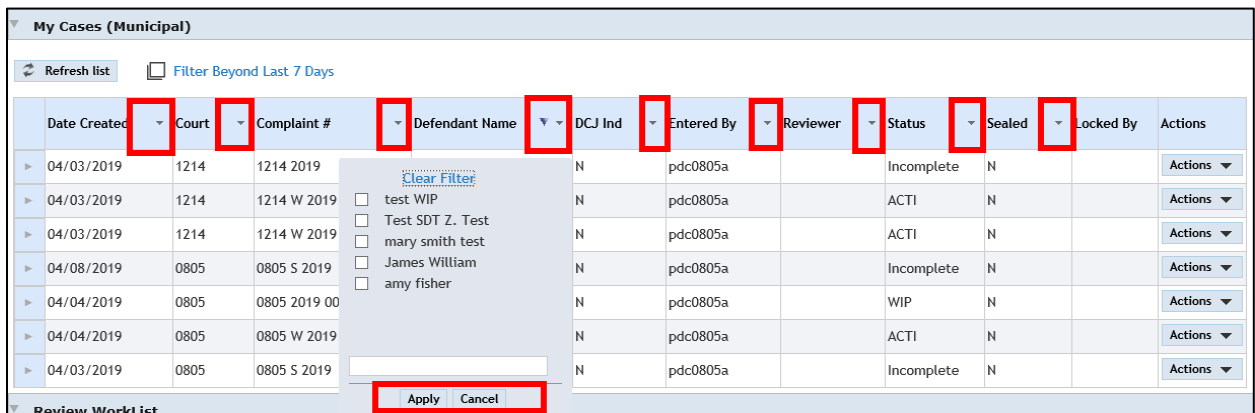 My Cases (Municipal)
Refresh list Filter Beyond Last 7 Days
Date Created Court Complaint # Defendant Name DCJ Ind Entered By Reviewer Status Sealed Locked By Actions
04/03/2019 1214 1214 2019 N pdc0805a Incomplete N Actions
04/03/2019 1214 1214 W 2019 N pdc0805a ACTI N Actions
04/03/2019 1214 1214 W 2019 N pdc0805a ACTI N Actions
04/08/2019 0805 0805 S 2019 N pdc0805a Incomplete N Actions
04/04/2019 0805 0805 2019 00 N pdc0805a WIP N Actions
04/04/2019 0805 0805 W 2019 N pdc0805a ACTI N Actions
04/03/2019 0805 0805 S 2019 N pdc0805a Incomplete N Actions
Clear Filter
test WIP
Test SDT Z. Test
mary smith test
James William
amy fisher
Apply Cancel
Review WorkList